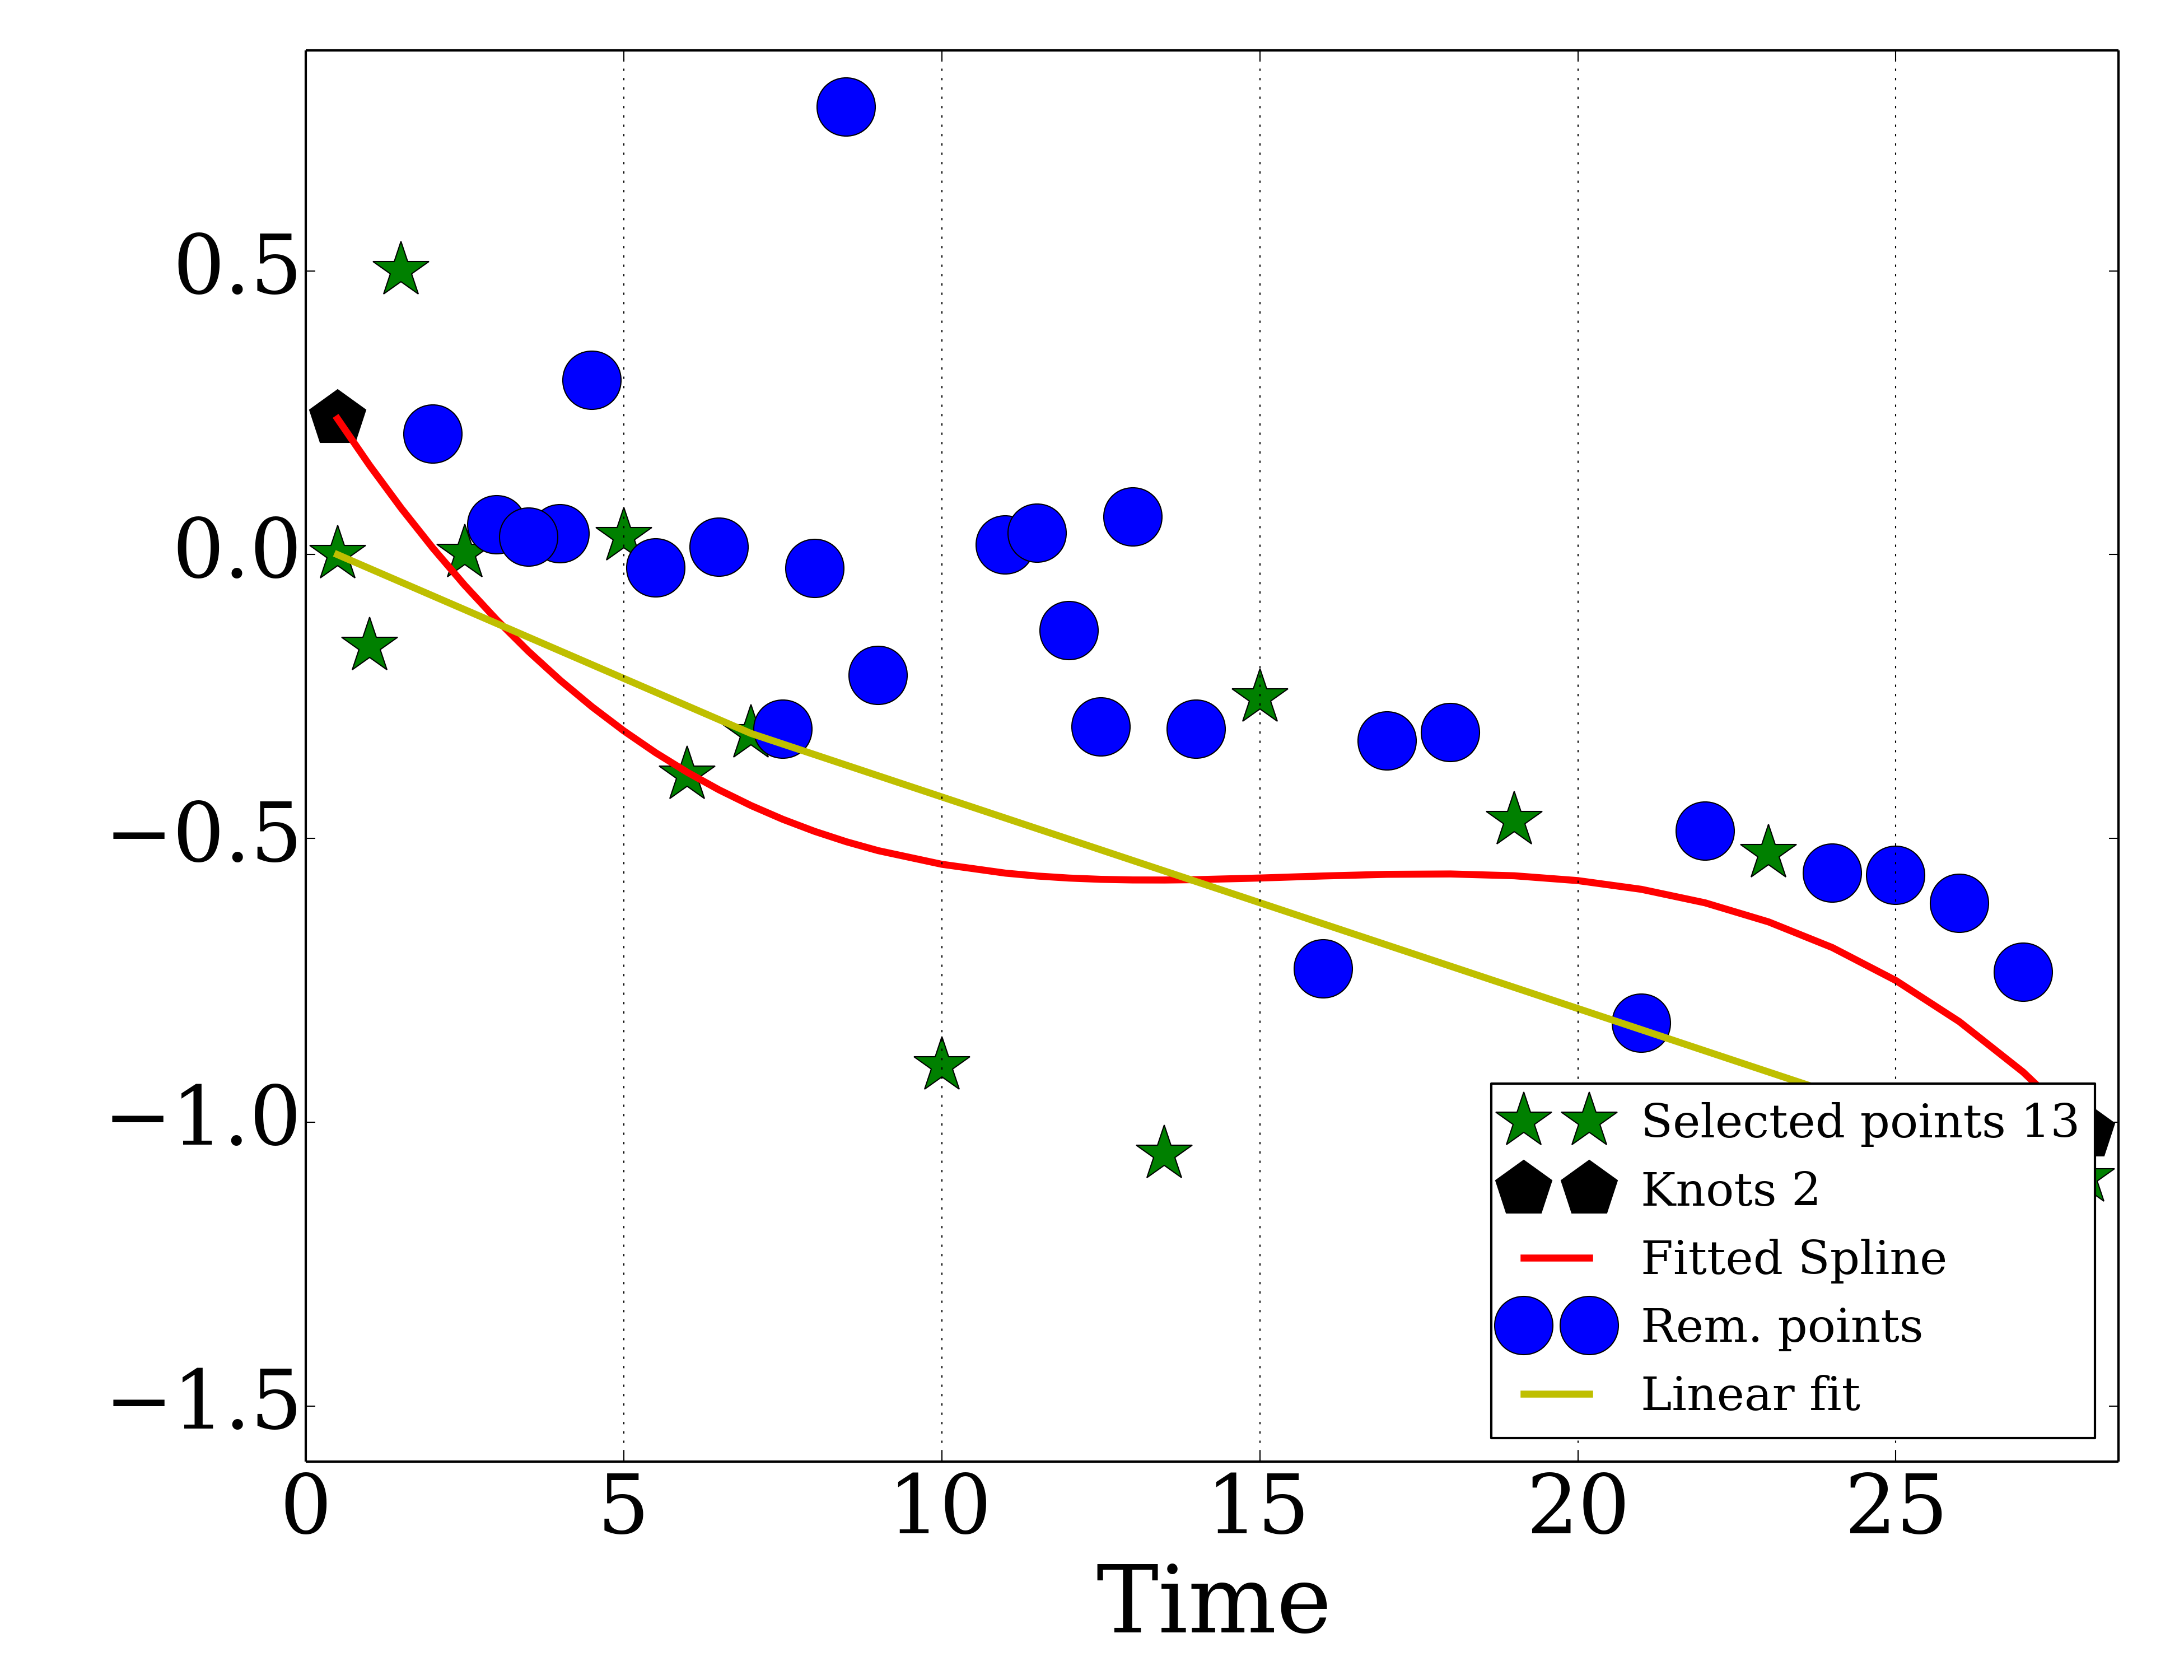 0.5
0.0
−0.5
−1.0
−1.5
0 5 10 15 20 25
Time
Selected points 13
Knots 2
Fitted Spline
Rem. points
Linear fit